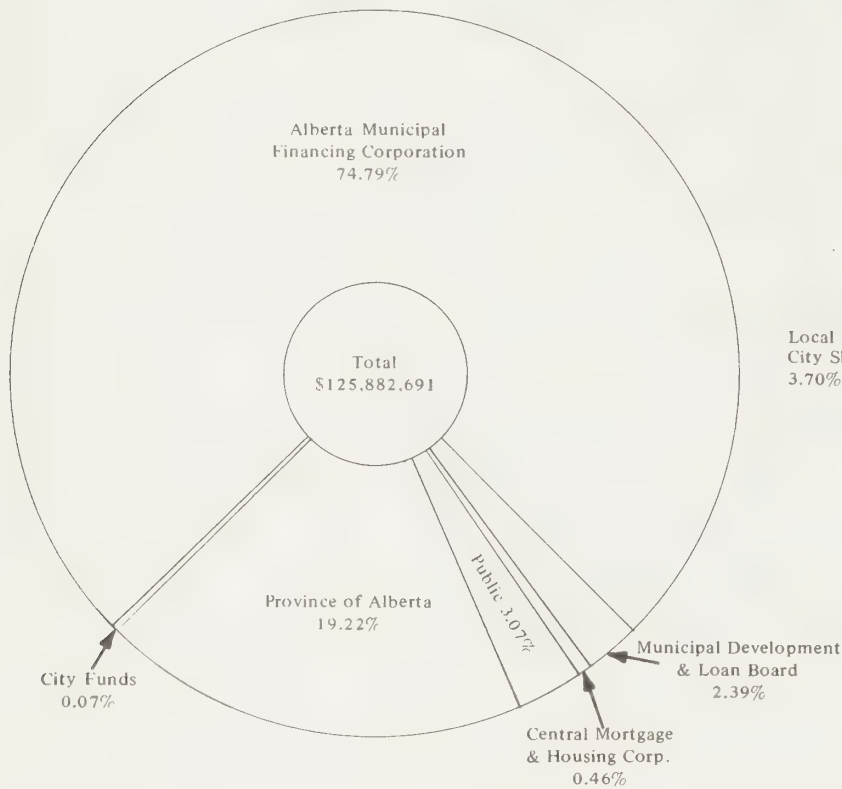 Alberta Municipal
Financing Corporation
74.79%
Total
$125,882,691
Local
City
3.70%
Public 3.07%
Province of Alberta
19.22%
City Funds
0.07%
Municipal Development
& Loan Board
2.39%
Central Mortgage
& Housing Corp.
0.46%